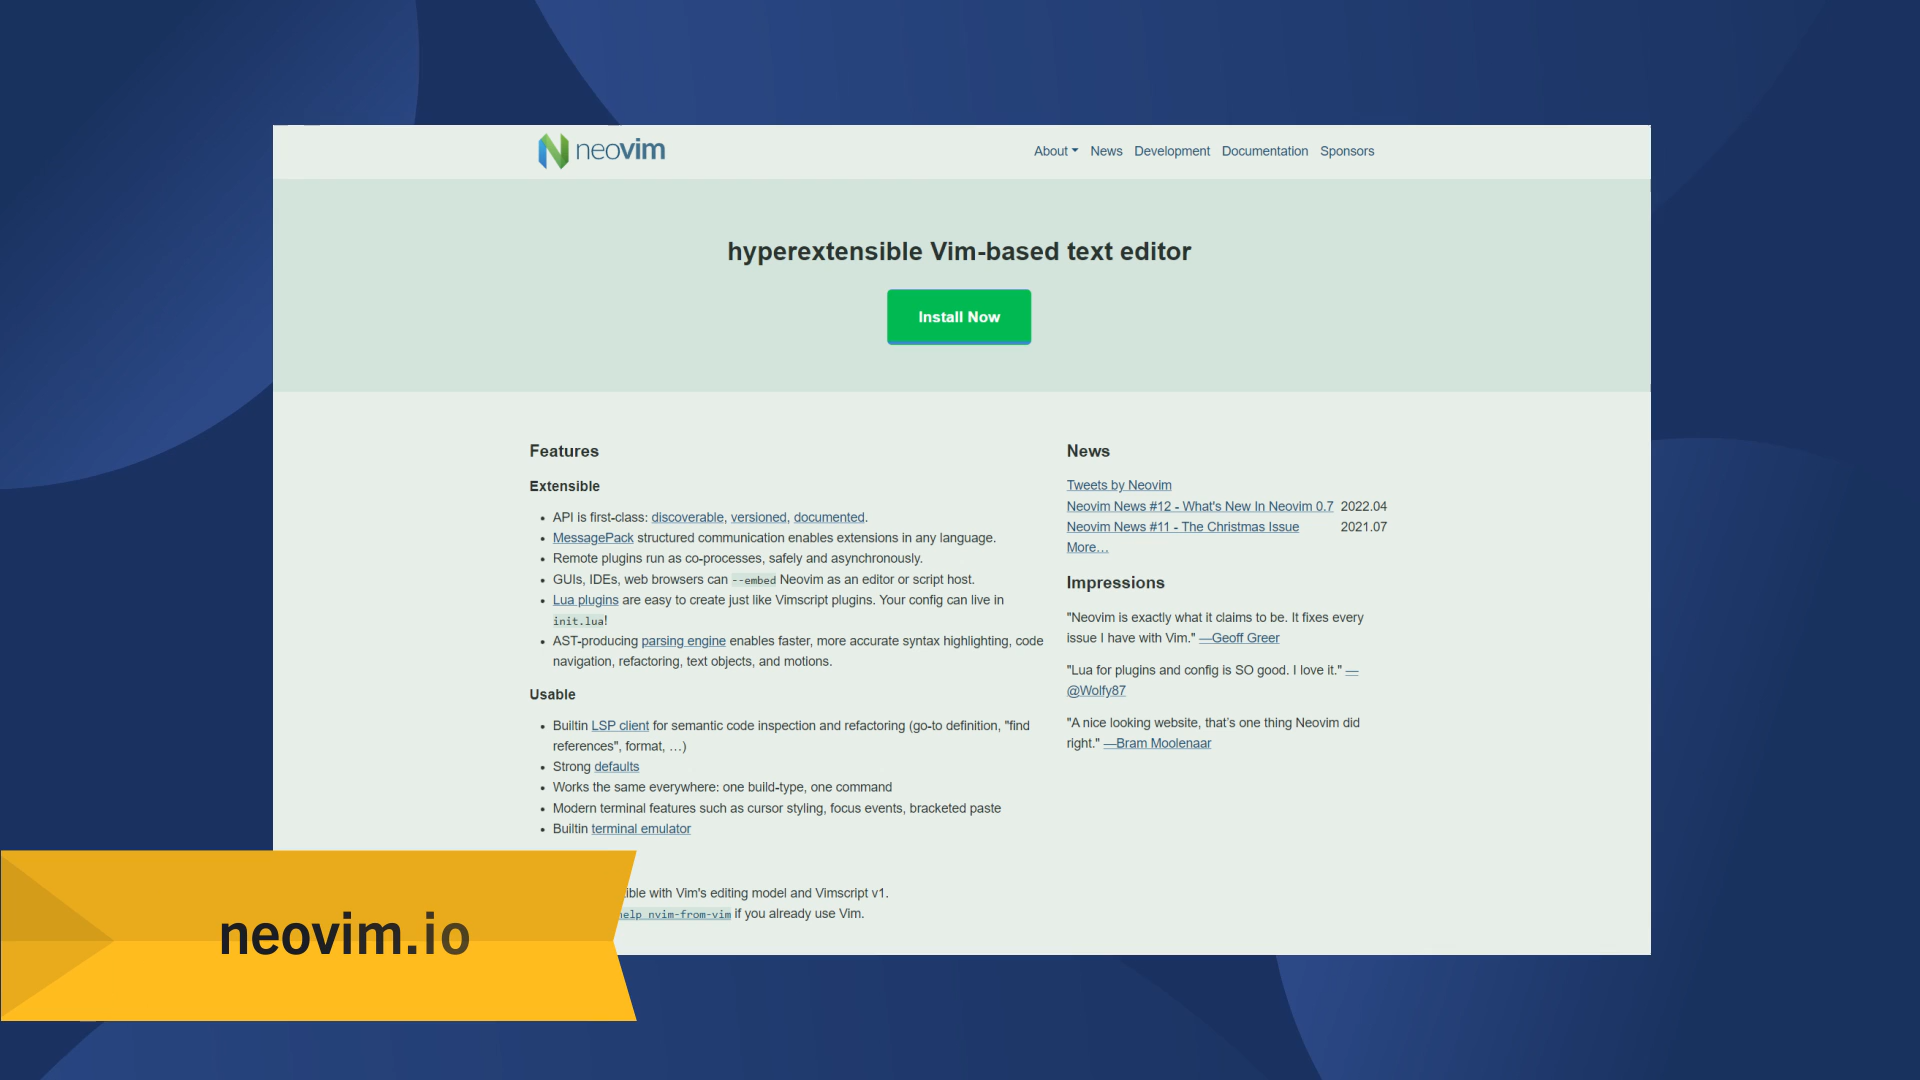 neovim
About News Development Documentation Sponsors
hyperextensible Vim-based text editor
Install Now
Features
Extensible
API is first-class: discoverable, versioned, documented.
MessagePack structured communication enables extensions in any language.
Remote plugins run as co-processes, safely and asynchronously.
GUIs, IDEs, web browsers can --embed Neovim as an editor or script host.
Lua plugins are easy to create just like Vimscript plugins. Your config can live in
init.lua!
AST-producing parsing engine enables faster, more accurate syntax highlighting, code
navigation, refactoring, text objects, and motions.
Usable
Builtin LSP client for semantic code inspection and refactoring (go-to definition, "find
references", format, …)
Strong defaults
Works the same everywhere: one build-type, one command
Modern terminal features such as cursor styling, focus events, bracketed paste
Builtin terminal emulator
ible with Vim's editing model and Vimscript v1.
help nvim-from-vim if you already use Vim.
News
Tweets by Neovim
Neovim News #12 - What's New In Neovim 0.7 2022.04
Neovim News #11 - The Christmas Issue 2021.07
More…
Impressions
"Neovim is exactly what it claims to be. It fixes every
issue I have with Vim." —Geoff Greer
"Lua for plugins and config is SO good. I love it." —
@Wolfy87
"A nice looking website, that’s one thing Neovim did
right." —Bram Moolenaar
neovim.io